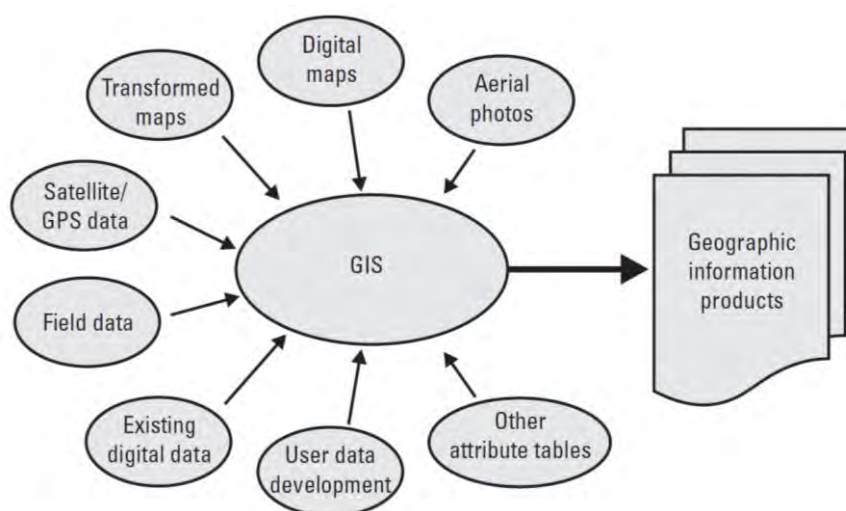 Digital
maps
Transformed
maps
Aerial
photos
Satellite/
GPS data
GIS
Geographic
information
products
Field data
Existing
digital data
User data
development
Other
attribute tables